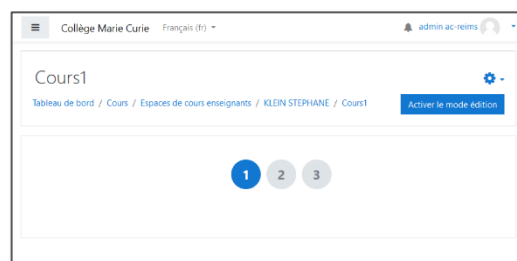 Collège Marie Curie Français (fr) admin ac-reims
Cours1
Tableau de bord / Cours / Espaces de cours enseignants / KLEIN STEPHANE / Cours1 Activer le mode édition
1 2 3